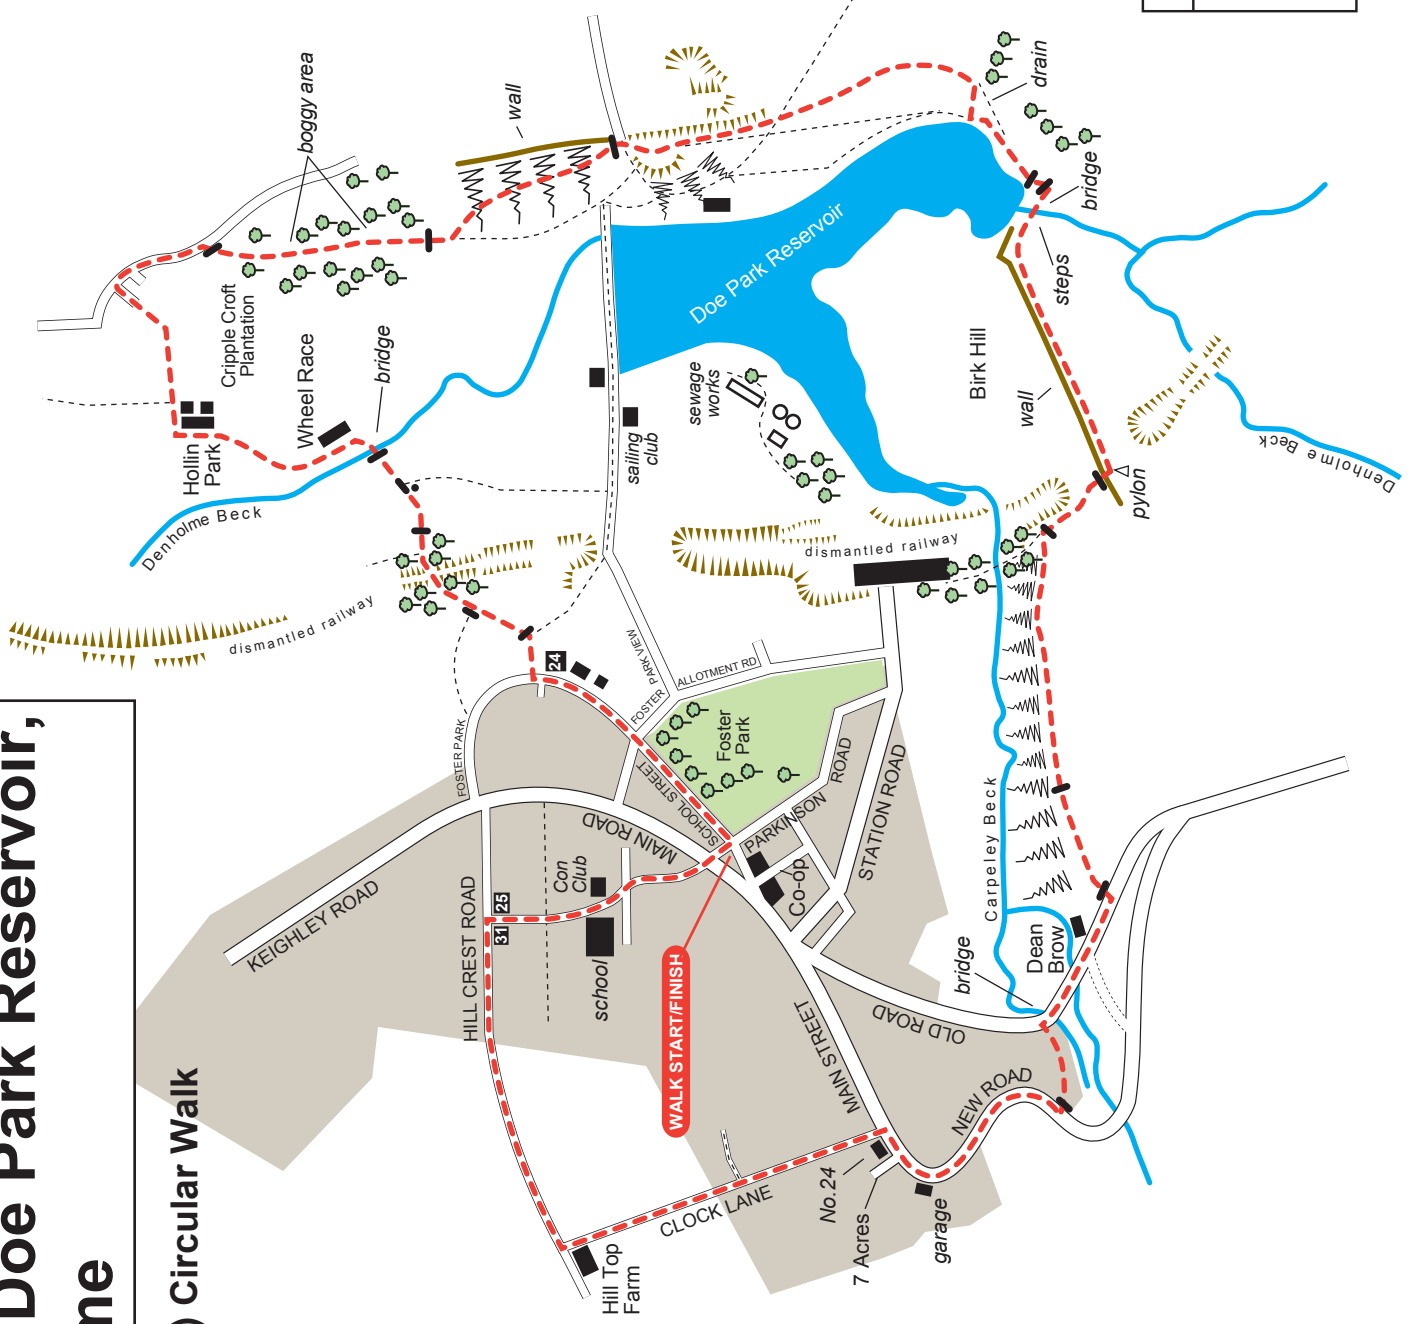 Doe Park Reservoir,
me
) Circular Walk
boggy area
wall
drain
bridge
steps
Doe Park Reservoir
Birk Hill
wall
pylon
Denholme Beck
Cripple Croft
Plantation
Wheel Race
bridge
Hollin
Park
Denholme Beck
sailing
club
sewage
works
dismantled railway
dismantled railway
24
FOSTER PARK
FOSTER
PARK VIEW
ALLOTMENT RD
Foster
Park
SCHOOL STREET
MAIN ROAD
PARKINSON
ROAD
STATION ROAD
Co-op
KEIGHLEY ROAD
HILL CREST ROAD
25
31
Con
Club
school
WALK START/FINISH
MAIN STREET
OLD ROAD
NEW ROAD
Carpeley Beck
Dean
Brow
bridge
CLOCK LANE
No.24
7 Acres
garage
Hill Top
Farm